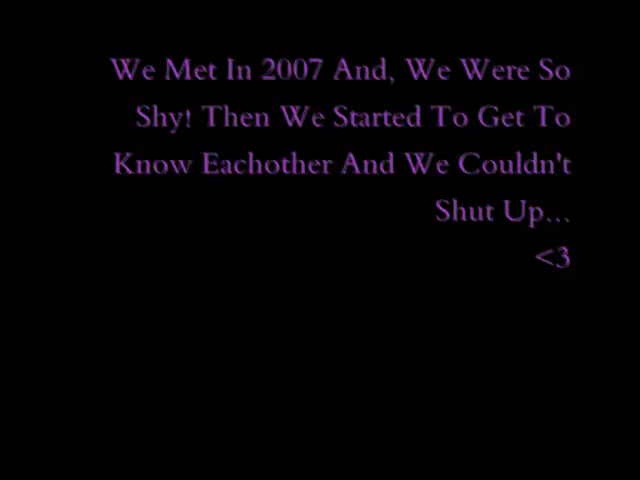 We Met In 2007 And, We Were So
Shy! Then We Started To Get To
Know Eachother And We Couldn't
Shut Up...
<3